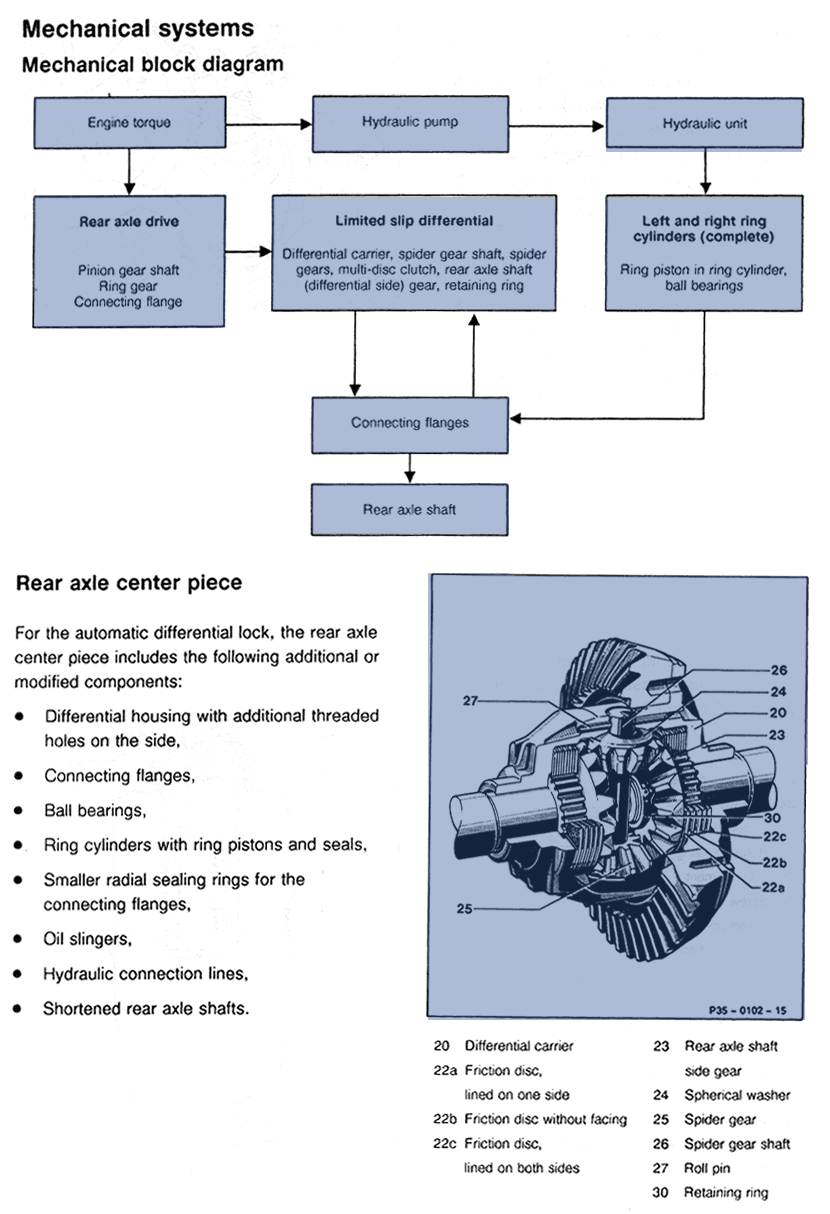 Mechanical systems
Mechanical block diagram
Engine torque
Hydraulic pump
Hydraulic unit
Rear axle drive
Pinion gear shaft
Ring gear
Connecting flange
Limited slip differential
Differential carrier, spider gear shaft, spider
gears, multi-disc clutch, rear axle shaft
(differential side) gear, retaining ring
Left and right ring
cylinders (complete)
Ring piston in ring cylinder,
ball bearings
Connecting flanges
Rear axle shaft
Rear axle center piece
For the automatic differential lock, the rear axle
center piece includes the following additional or
modified components:
● Differential housing with additional threaded
holes on the side,
● Connecting flanges,
● Ball bearings,
● Ring cylinders with ring pistons and seals,
● Smaller radial sealing rings for the
connecting flanges,
● Oil slingers,
● Hydraulic connection lines,
● Shortened rear axle shafts.
26
24
27
20
23
30
22c
22b
22a
25
P35 - 0102 - 15
20 Differential carrier
22a Friction disc,
lined on one side
22b Friction disc without facing
22c Friction disc,
lined on both sides
23 Rear axle shaft
side gear
24 Spherical washer
25 Spider gear
26 Spider gear shaft
27 Roll pin
30 Retaining ring